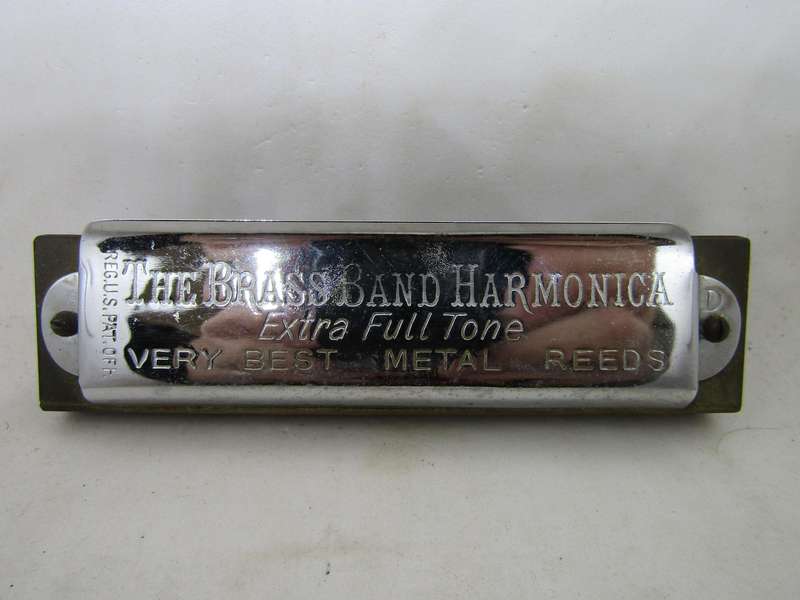 THE BRASS BAND HARMONICA
Extra Full Tone
VERY BEST METAL REEDS
REG.U.S.PAT.OFF.
D